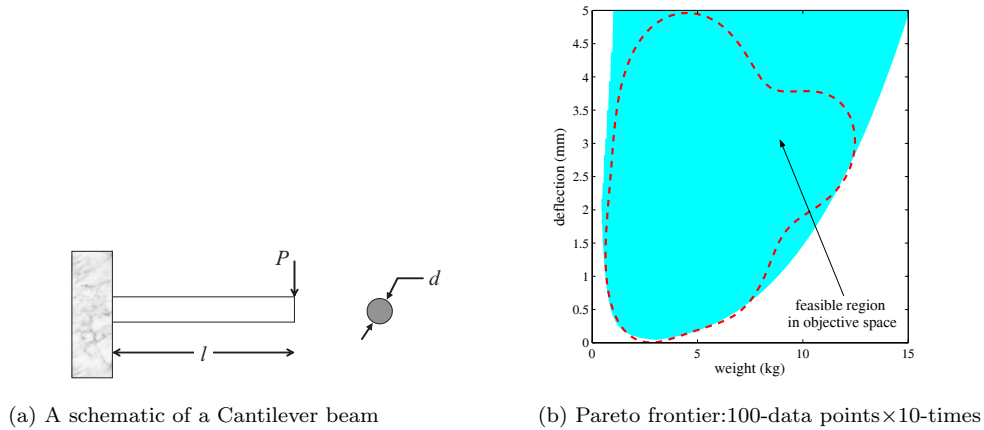 P
d
l
(a) A schematic of a Cantilever beam
5
4.5
4
3.5
3
2.5
2
1.5
1
0.5
0
deflection (mm)
feasible region
in objective space
0 5 10 15
weight (kg)
(b) Pareto frontier:100-data points×10-times